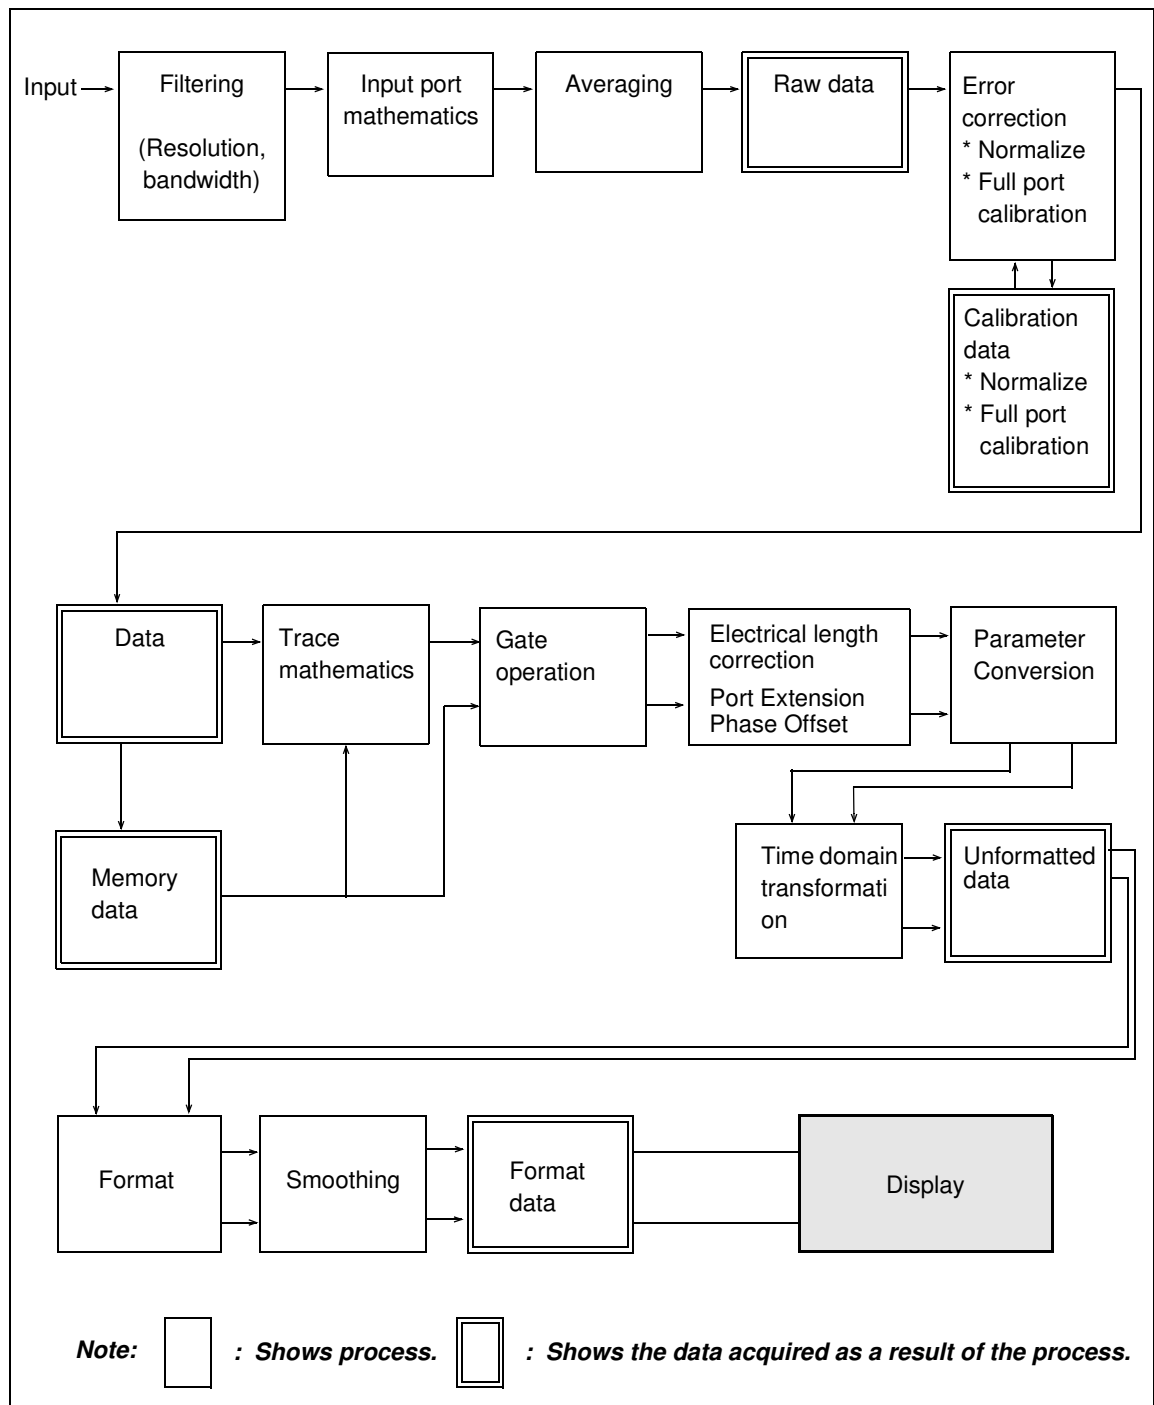 Input
Filtering
(Resolution,
bandwidth)
Input port
mathematics
Averaging
Raw data
Error
correction
* Normalize
* Full port
calibration
Calibration
data
* Normalize
* Full port
calibration
Data
Trace
mathematics
Gate
operation
Electrical length
correction
Port Extension
Phase Offset
Parameter
Conversion
Memory
data
Time domain
transformati
on
Unformatted
data
Format
Smoothing
Format
data
Display
Note:
: Shows process.
: Shows the data acquired as a result of the process.